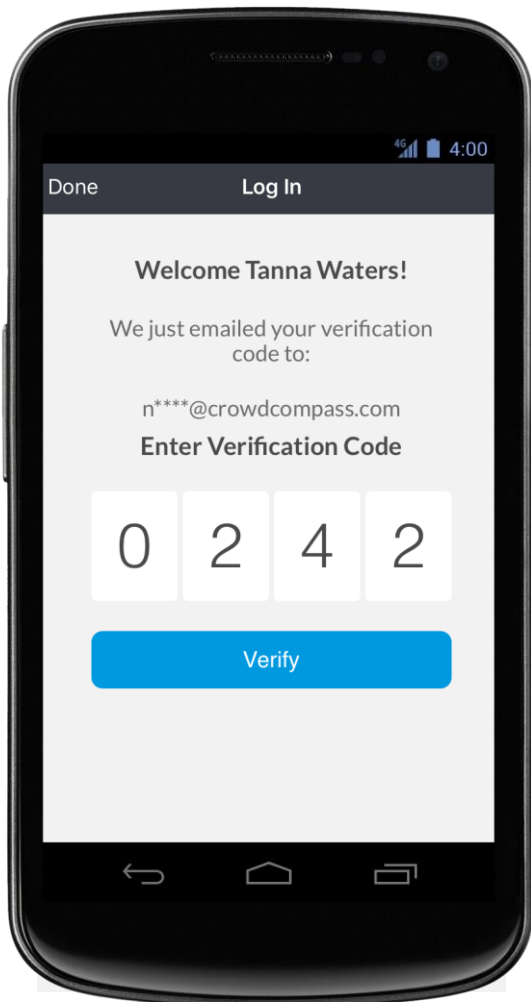 4G 4:00
Done Log In
Welcome Tanna Waters!
We just emailed your verification
code to:
n****@crowdcompass.com
Enter Verification Code
0 2 4 2
Verify